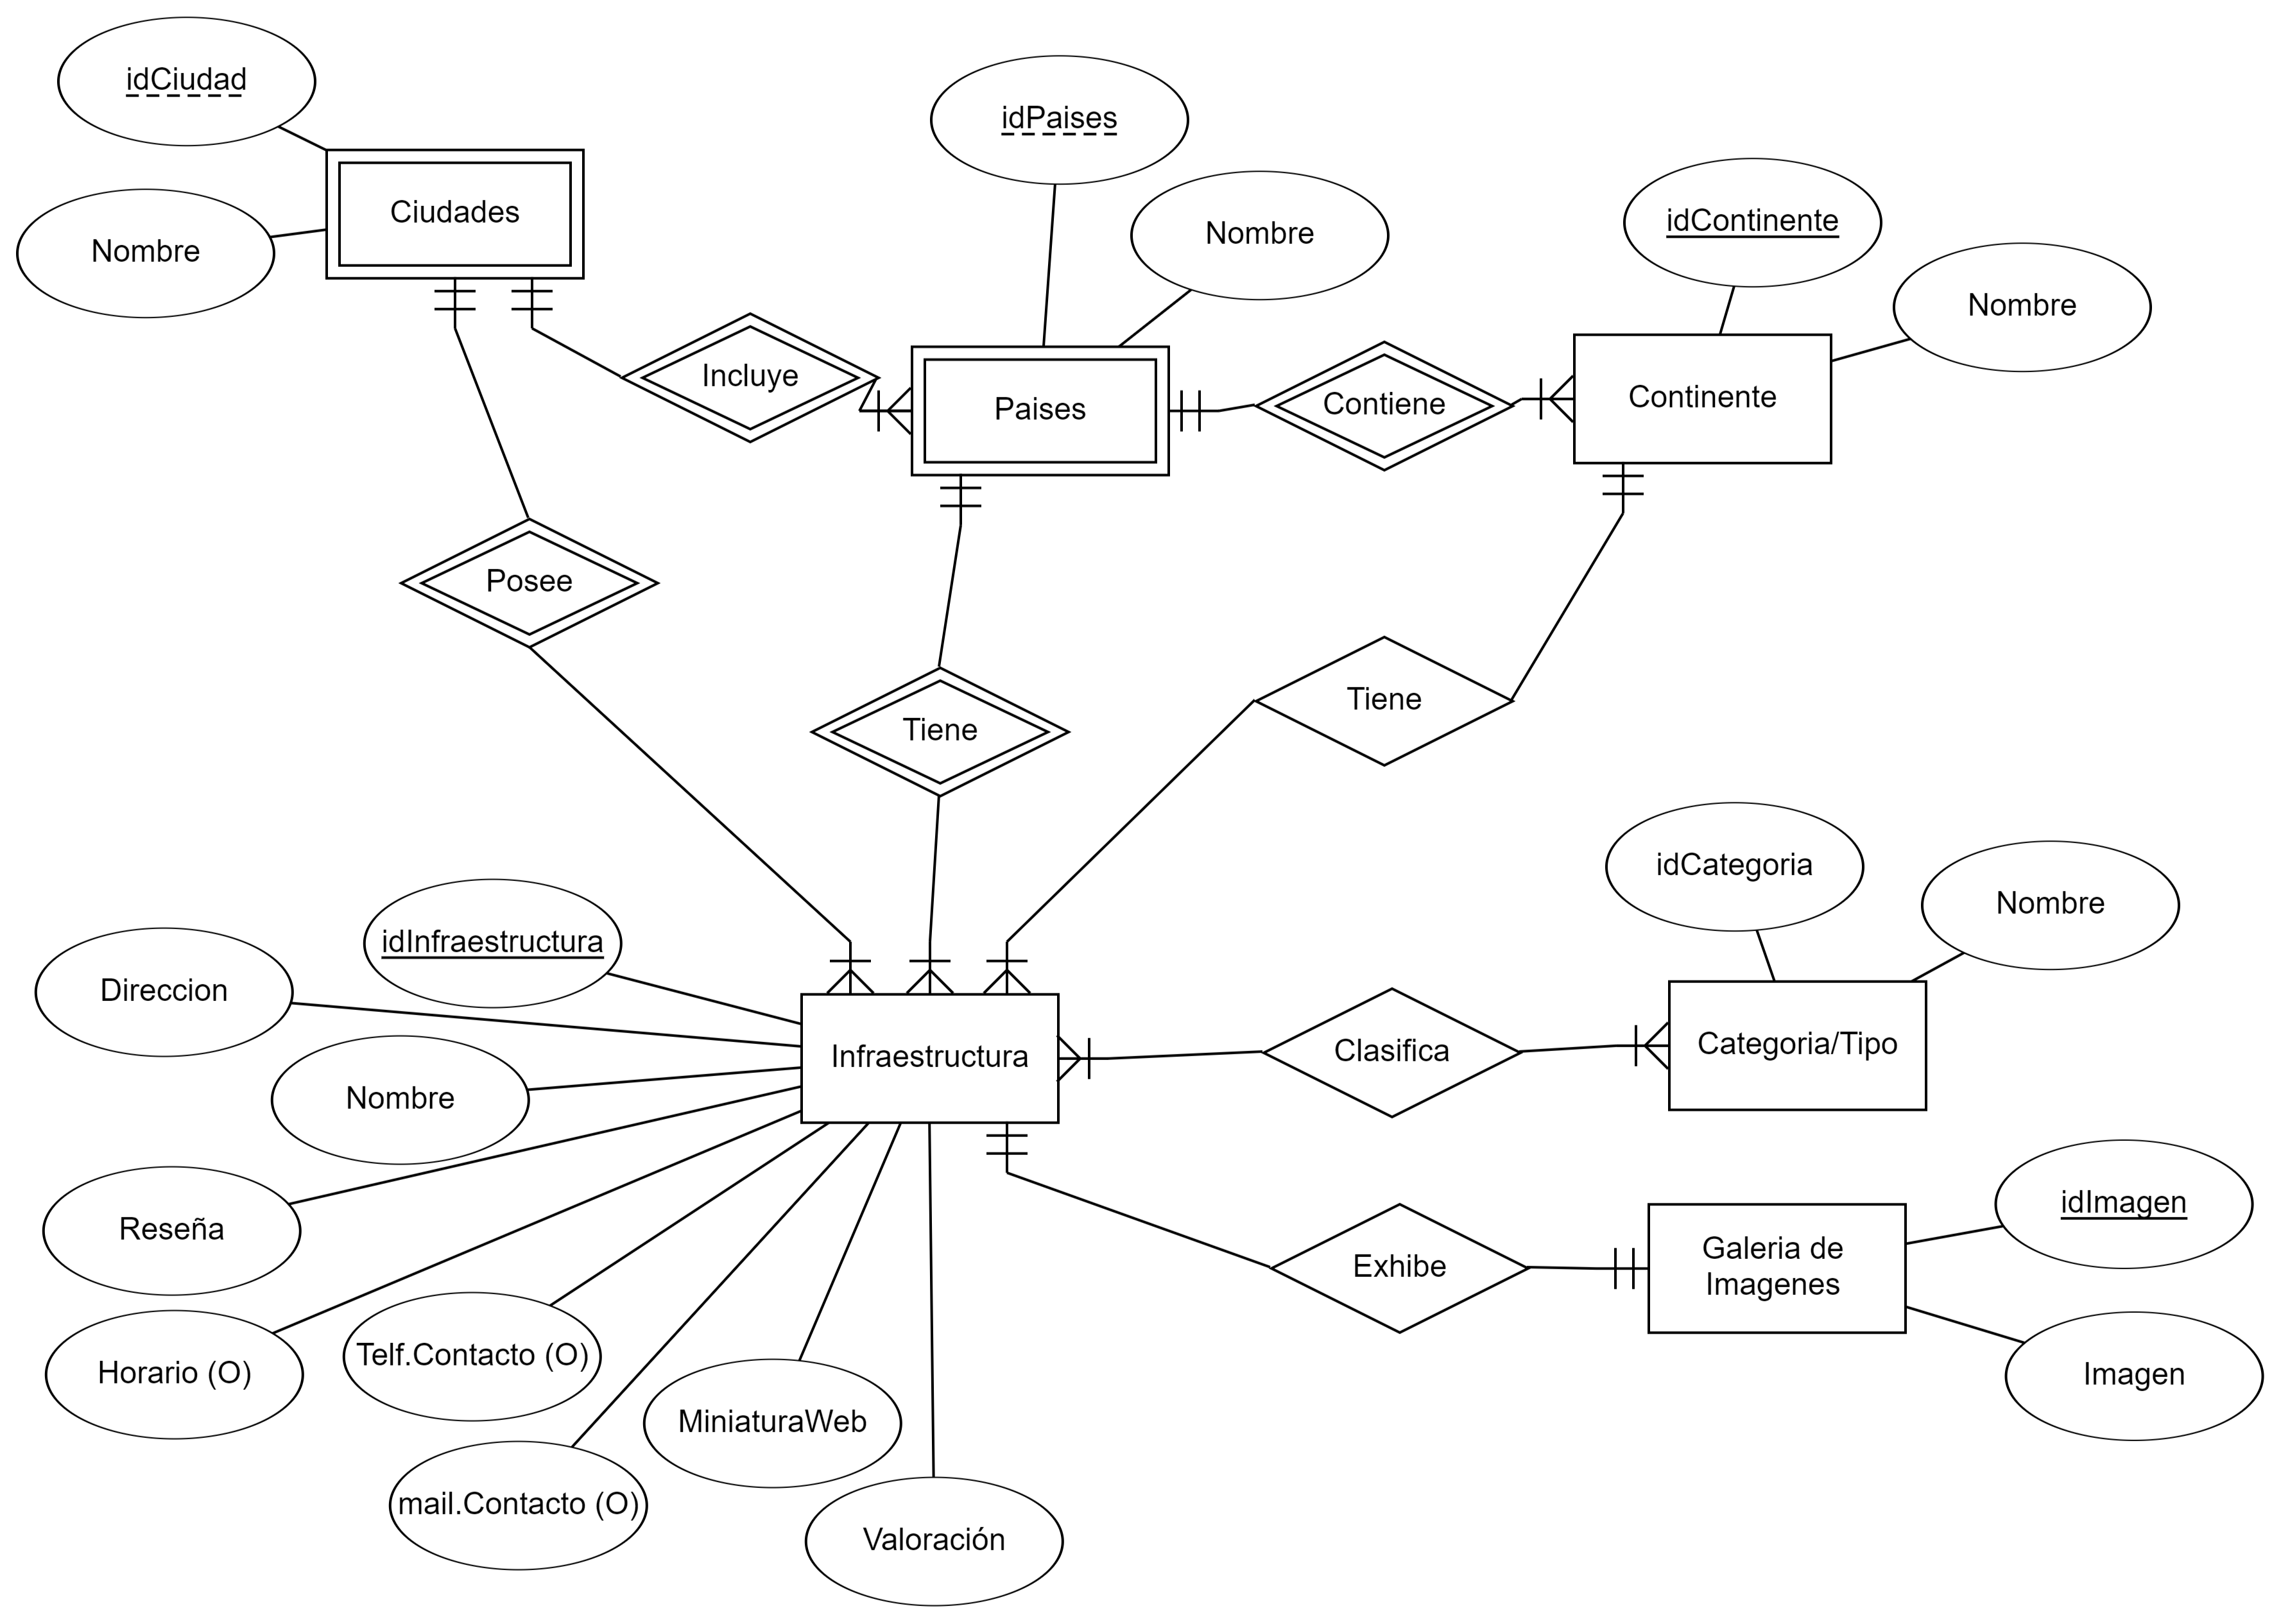 idCiudad
idPaises
Nombre
Ciudades
Nombre
idContinente
Nombre
Incluye
Paises
Contiene
Continente
Posee
Tiene
Tiene
idCategoria
Nombre
idInfraestructura
Direccion
Infraestructura
Clasifica
Categoria/Tipo
Nombre
Reseña
idImagen
Exhibe
Galeria de
Imagenes
Horario (O)
Telf.Contacto (O)
Imagen
MiniaturaWeb
mail.Contacto (O)
Valoración